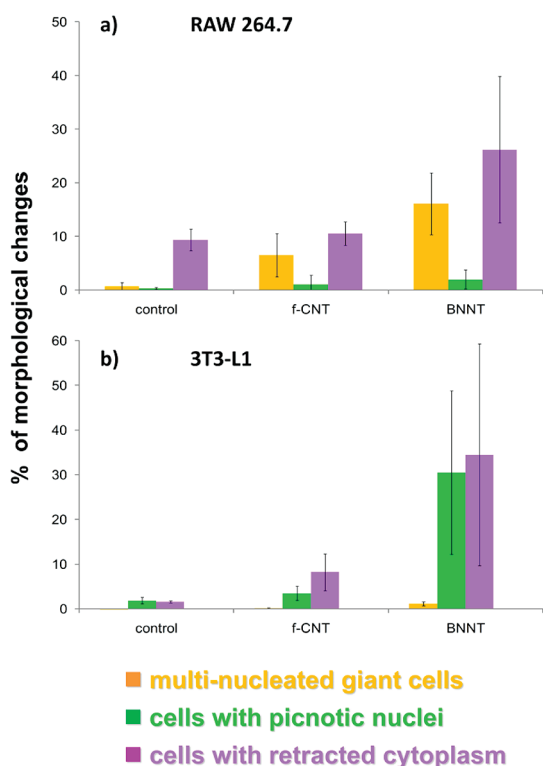 % of morphological changes
a) RAW 264.7
50
40
30
20
10
0
control f-CNT BNNT
b) 3T3-L1
60
50
40
30
20
10
0
control f-CNT BNNT
multi-nucleated giant cells
cells with picnotic nuclei
cells with retracted cytoplasm